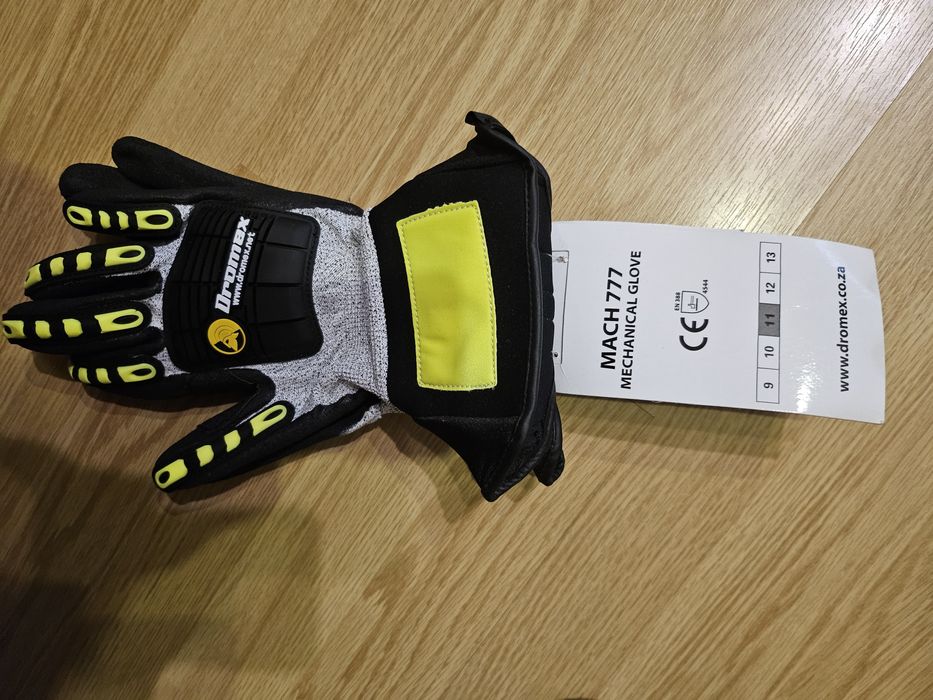 Dromex
www.dromex.net
MACH 777
MECHANICAL GLOVE
CE
EN 388
4544
9 10 11 12 13
www.dromex.co.za